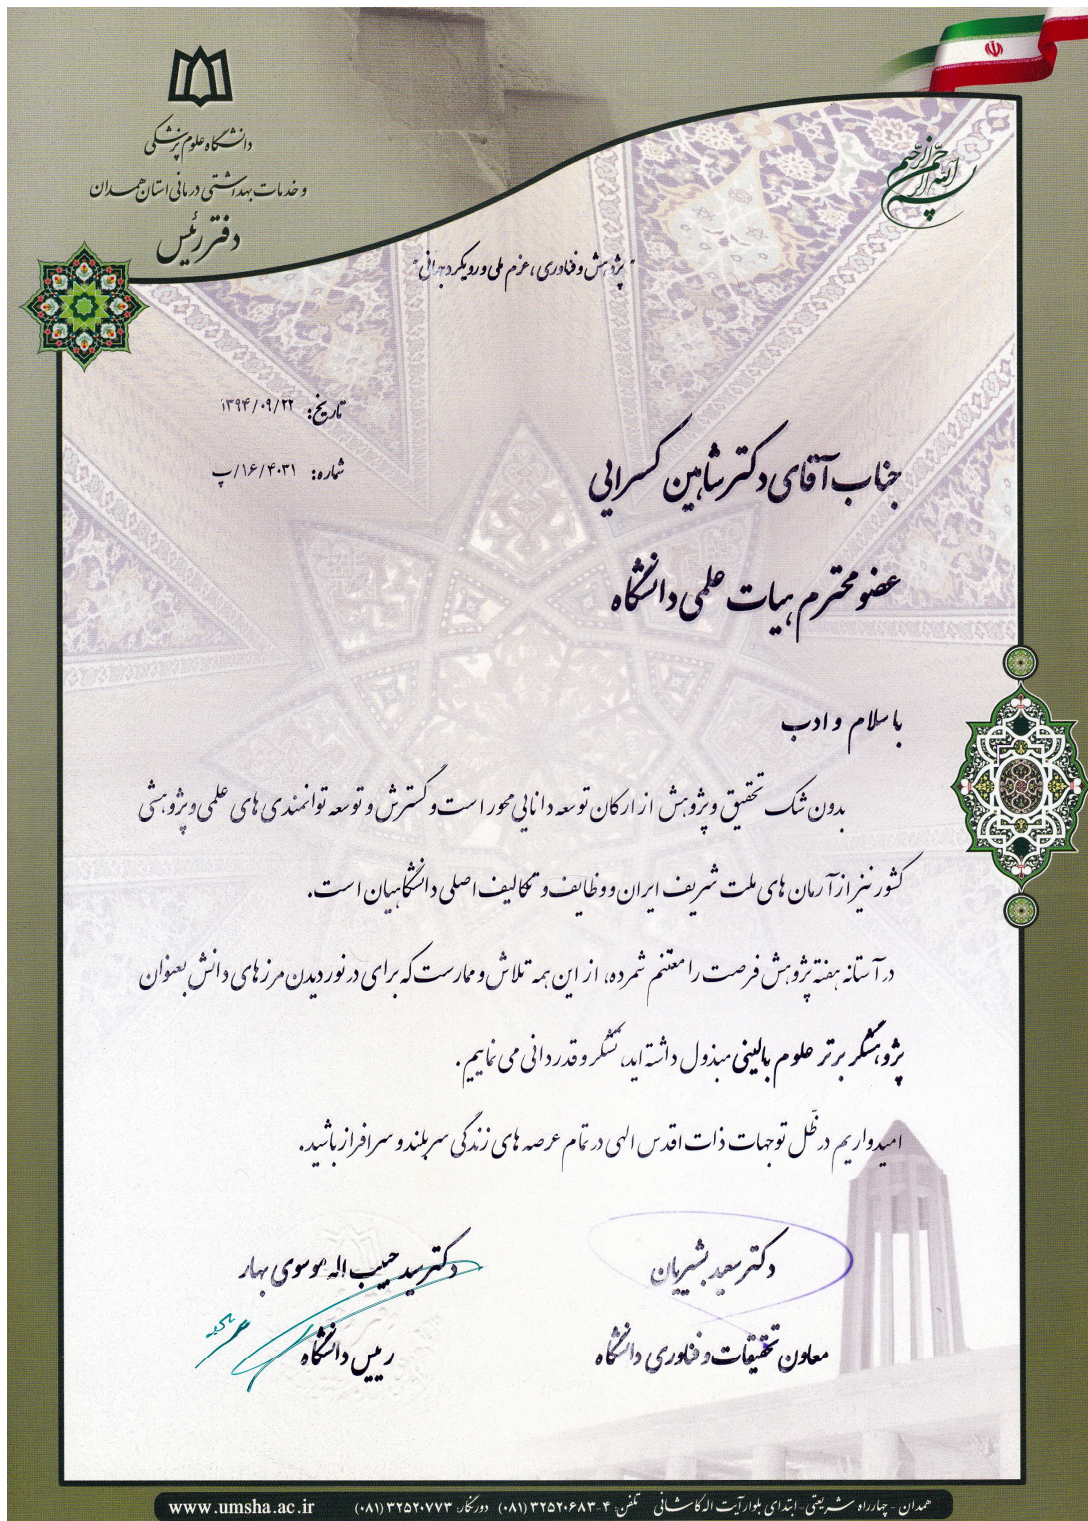 بسم الله الرحمن الرحیم
دانشگاه علوم پزشکی
و خدمات بهداشتی درمانی استان همدان
دفتر رئیس
" پژوهش و فناوری، عزم ملی و رویکرد جهانی "
تاریخ: ۱۳۹۴/۰۹/۲۲
شماره: ۱۶/۴۰۳۱/پ
جناب آقای دکتر شاهین کسرایی
عضو محترم هیات علمی دانشگاه
با سلام و ادب
بدون شک تحقیق و پژوهش از ارکان توسعه دانایی محور است و گسترش و توسعه توانمندی های علمی و پژوهشی
کشور نیز از آرمان های ملت شریف ایران و وظایف و تکالیف اصلی دانشگاهیان است.
در آستانه هفته پژوهش فرصت را مغتنم شمرده، از این همه تلاش و ممارست که برای در نوردیدن مرزهای دانش بعنوان
پژوهشگر برتر علوم بالینی مبذول داشته اید، تشکر و قدردانی می نماییم.
امیدواریم در ظّل توجهات ذات اقدس الهی در تمام عرصه های زندگی سربلند و سرافراز باشید.
دکتر سعید بشیریان
معاون تحقیقات و فناوری دانشگاه
دکتر سید حبیب اله موسوی بهار
رییس دانشگاه
همدان - چهارراه شریعتی - ابتدای بلوار آیت اله کاشانی تلفن: ۴-۳۲۵۲۰۶۸۳ (۰۸۱) دورنگار: ۳۲۵۲۰۷۷۳ (۰۸۱) www.umsha.ac.ir